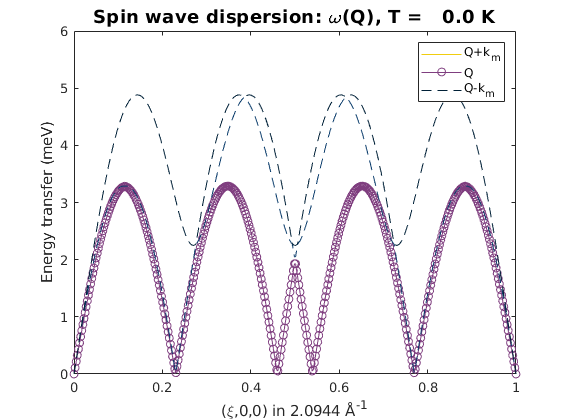 Spin wave dispersion: ω(Q), T =   0.0 K
Q+k_m
Q
Q-k_m
6
5
4
3
2
1
0
Energy transfer (meV)
0 0.2 0.4 0.6 0.8 1
(ξ,0,0) in 2.0944 Å^-1